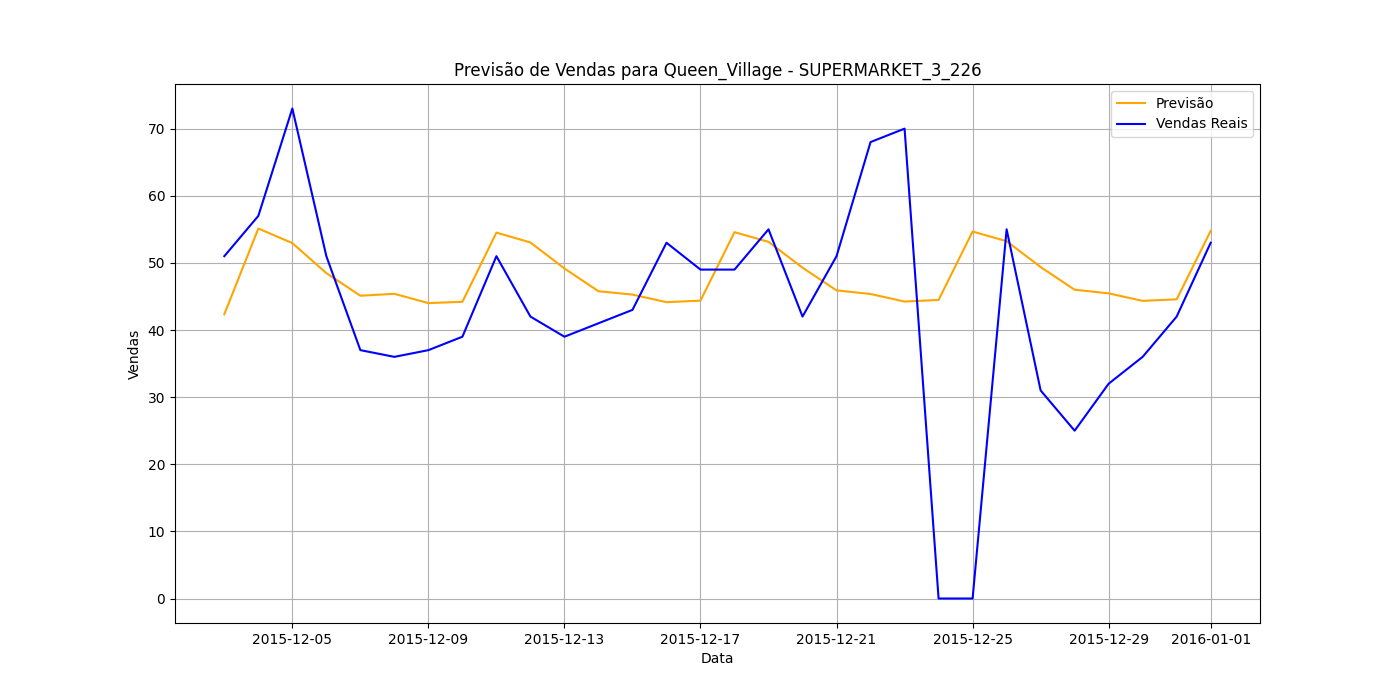 Previsão de Vendas para Queen_Village - SUPERMARKET_3_226
Previsão
Vendas Reais
Vendas
70
60
50
40
30
20
10
0
2015-12-05 2015-12-09 2015-12-13 2015-12-17 2015-12-21 2015-12-25 2015-12-29 2016-01-01
Data